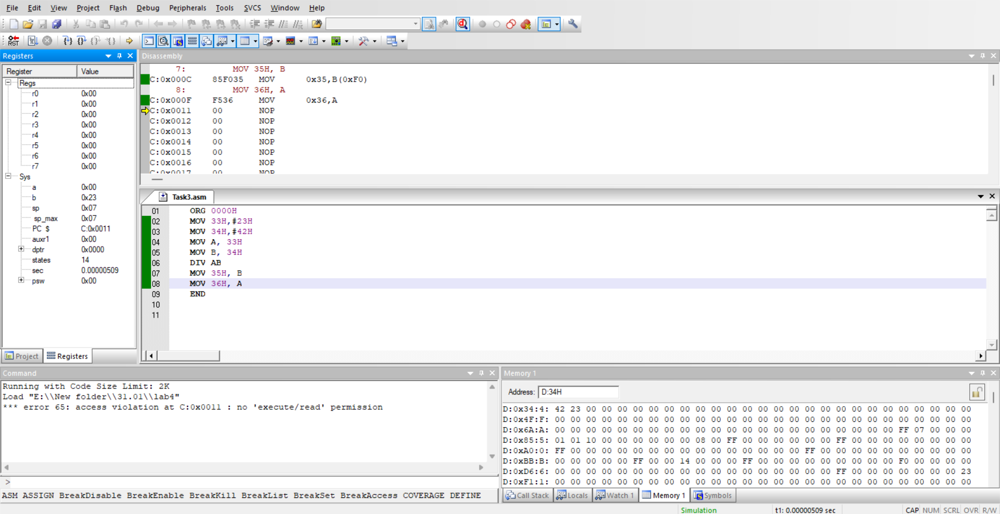 File Edit View Project Flash Debug Peripherals Tools SVCS Window Help
RST
Registers
Register Value
Regs
r0 0x00
r1 0x00
r2 0x00
r3 0x00
r4 0x00
r5 0x00
r6 0x00
r7 0x00
Sys
a 0x00
b 0x23
sp 0x07
sp_max 0x07
PC $ C:0x0011
auxr1 0x00
dptr 0x0000
states 14
sec 0.00000509
psw 0x00
Project Registers
Disassembly
7: MOV 35H, B
C:0x000C 85F035 MOV 0x35,B(0xF0)
8: MOV 36H, A
C:0x000F F536 MOV 0x36,A
C:0x0011 00 NOP
C:0x0012 00 NOP
C:0x0013 00 NOP
C:0x0014 00 NOP
C:0x0015 00 NOP
C:0x0016 00 NOP
C:0x0017 00 NOP
Task3.asm
01 ORG 0000H
02 MOV 33H,#23H
03 MOV 34H,#42H
04 MOV A, 33H
05 MOV B, 34H
06 DIV AB
07 MOV 35H, B
08 MOV 36H, A
09 END
10
11
Command
Running with Code Size Limit: 2K
Load "E:\\New folder\\31.01\\lab4"
*** error 65: access violation at C:0x0011 : no 'execute/read' permission
>
ASM ASSIGN BreakDisable BreakEnable BreakKill BreakList BreakSet BreakAccess COVERAGE DEFINE
Memory 1
Address: D:34H
D:0x34:4: 42 23 00 00 00 00 00 00 00 00 00 00 00 00 00 00 00 00 00 00 00 00 00 00 00 00 00
D:0x4F:F: 00 00 00 00 00 00 00 00 00 00 00 00 00 00 00 00 00 00 00 00 00 00 00 00 00 00 00
D:0x6A:A: 00 00 00 00 00 00 00 00 00 00 00 00 00 00 00 00 00 00 00 00 00 00 FF 07 00 00 00
D:0x85:5: 01 01 10 00 00 00 00 00 00 08 00 FF 00 00 00 00 00 00 FF 00 00 00 00 00 00 00 00
D:0xA0:0: FF 00 00 00 00 00 00 00 00 00 00 00 00 00 00 00 FF 00 00 00 00 00 00 00 00 00 00
D:0xBB:B: 00 00 00 00 00 FF 00 00 14 00 00 00 FF 00 00 00 00 00 00 00 00 00 F0 00 00 00 00
D:0xD6:6: 00 00 00 00 00 00 00 00 00 00 00 00 00 00 00 00 00 00 FF 00 00 00 00 00 00 00 23
D:0xF1:1: 00 00 00 00 00 00 00 00 00 00 00 00 00 00 00 00 00 00 00 00 00 00 00 00 00 00 00
Call Stack Locals Watch 1 Memory 1 Symbols
Simulation t1: 0.00000509 sec CAP NUM SCRL OVR R/W